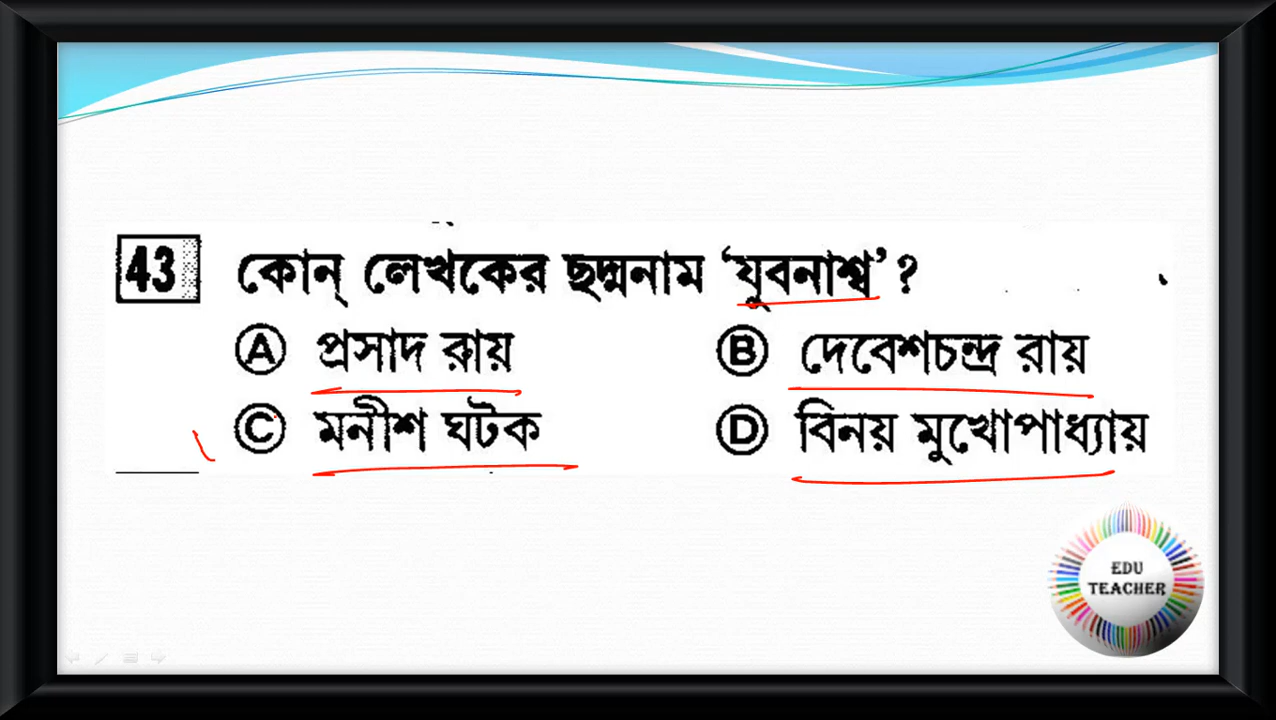 43 কোন্ লেখকের ছদ্মনাম ‘যুবনাশ্ব’ ?
Ⓐ প্রসাদ রায় Ⓑ দেবেশচন্দ্র রায়
Ⓒ মনীশ ঘটক Ⓓ বিনয় মুখোপাধ্যায়
EDU
TEACHER